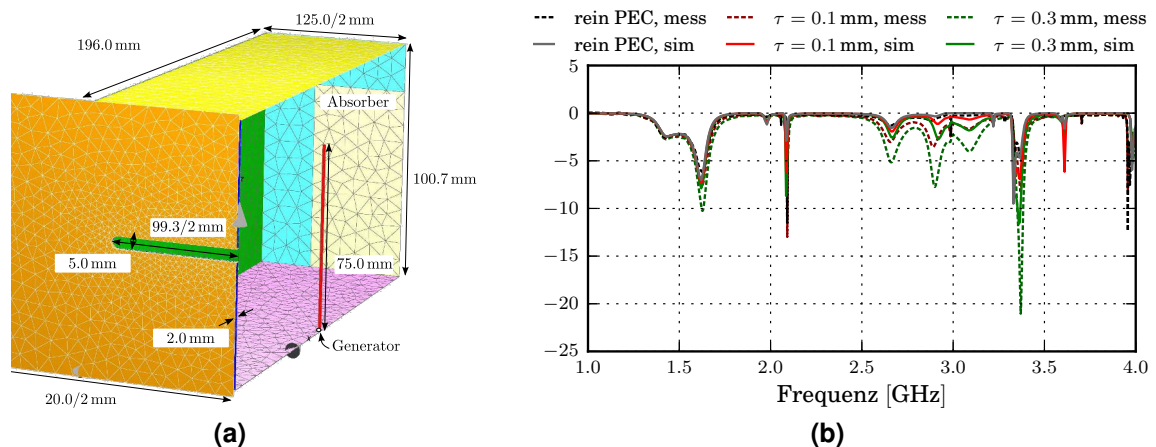 125.0/2 mm
196.0 mm
Absorber
100.7 mm
99.3/2 mm
5.0 mm
75.0 mm
2.0 mm
Generator
20.0/2 mm
(a)
rein PEC, mess
τ = 0.1 mm, mess
τ = 0.3 mm, mess
rein PEC, sim
τ = 0.1 mm, sim
τ = 0.3 mm, sim
5
0
−5
−10
−15
−20
−25
1.0 1.5 2.0 2.5 3.0 3.5 4.0
Frequenz [GHz]
(b)